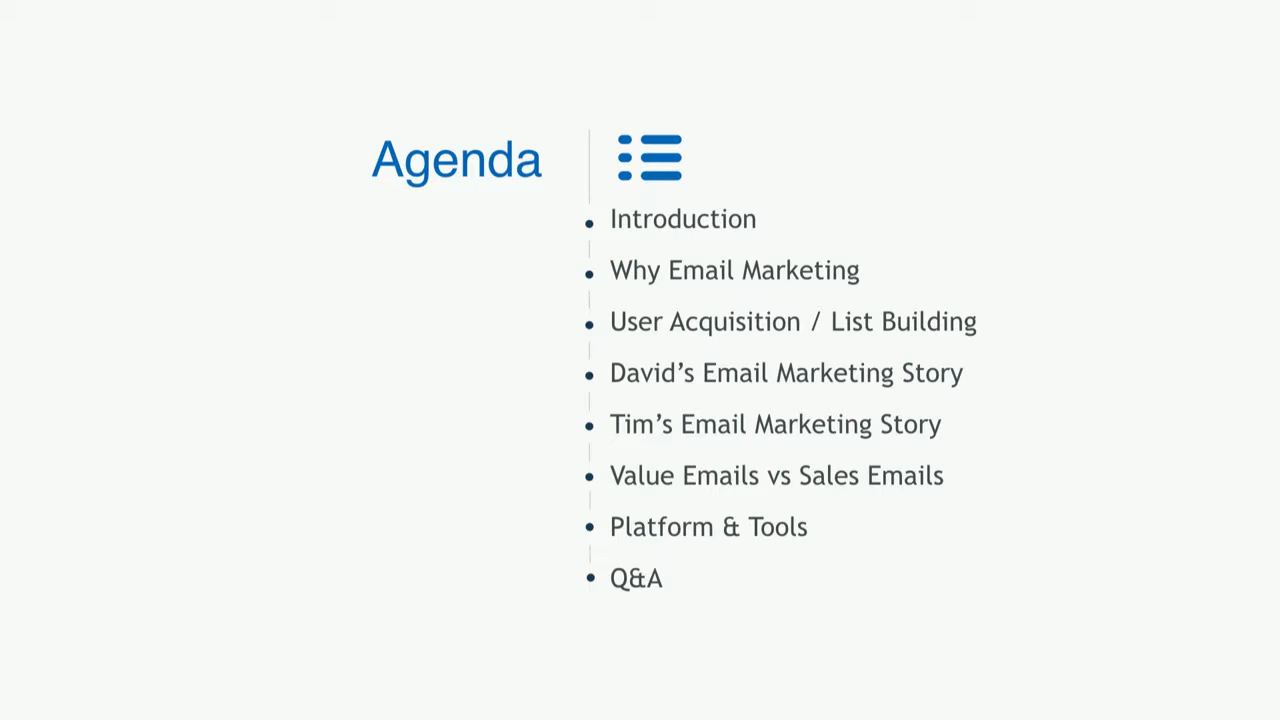 Agenda
Introduction
Why Email Marketing
User Acquisition / List Building
David’s Email Marketing Story
Tim’s Email Marketing Story
Value Emails vs Sales Emails
Platform & Tools
Q&A